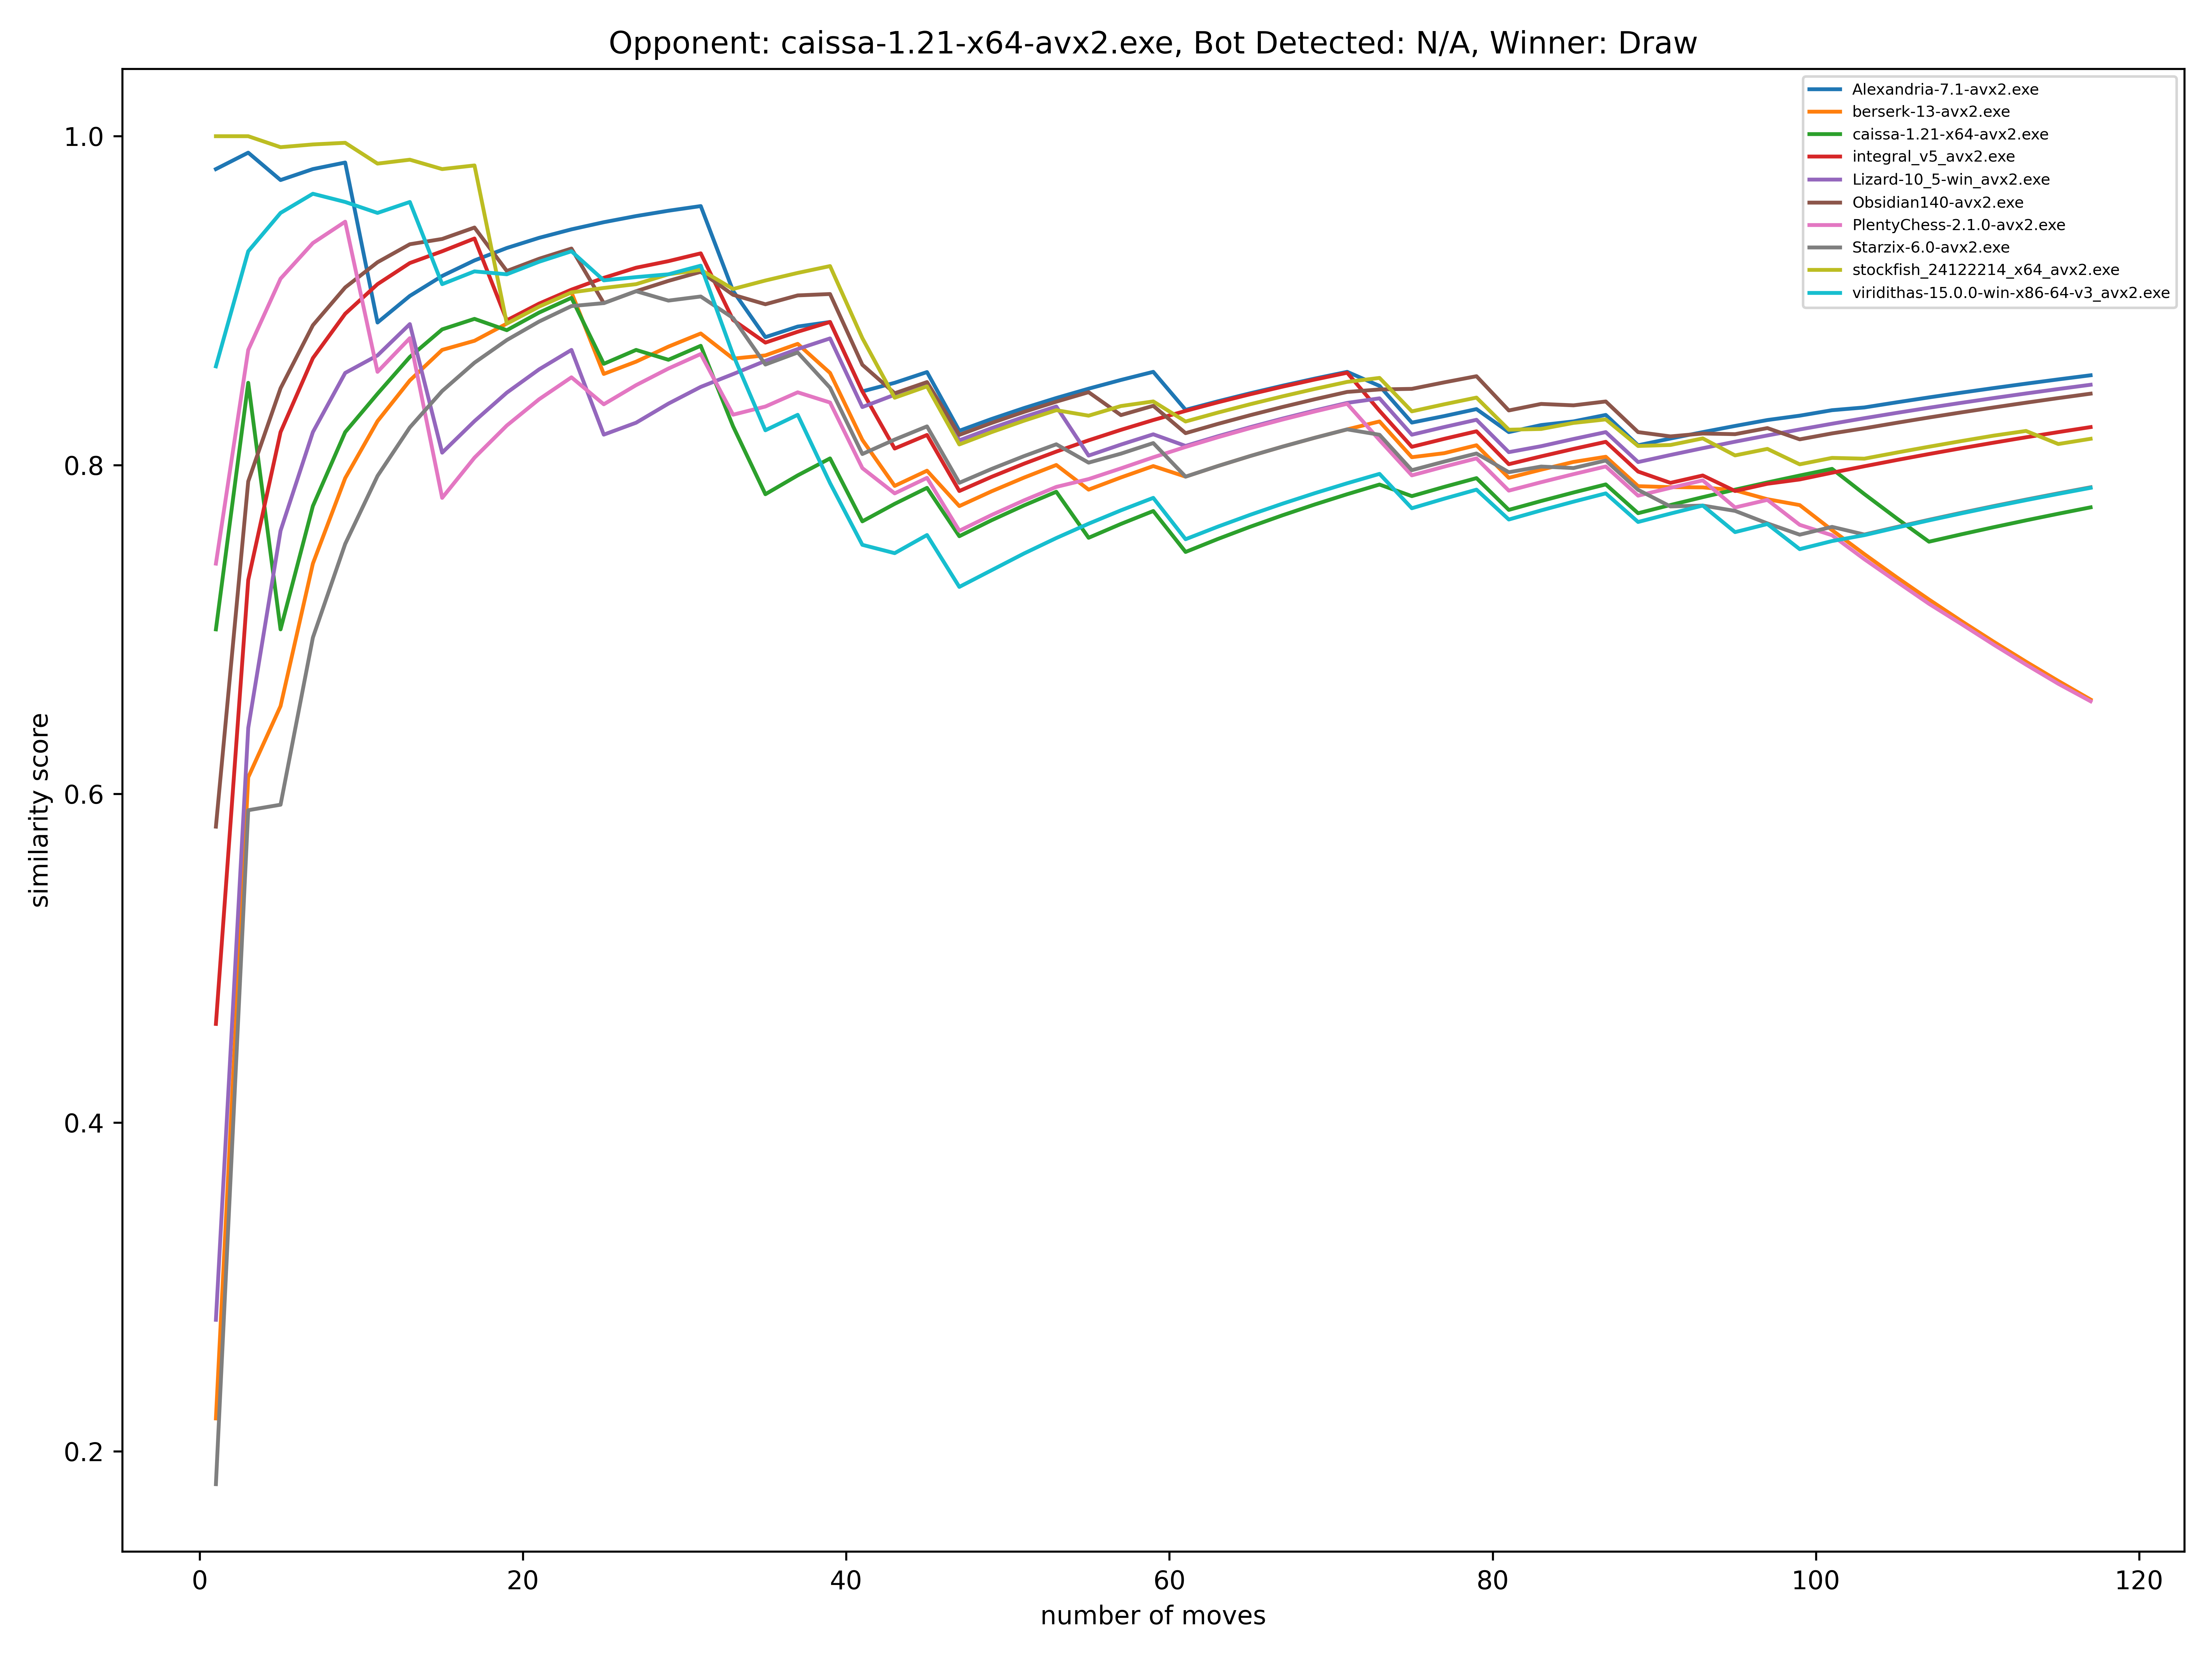 Opponent: caissa-1.21-x64-avx2.exe, Bot Detected: N/A, Winner: Draw
Alexandria-7.1-avx2.exe
berserk-13-avx2.exe
caissa-1.21-x64-avx2.exe
integral_v5_avx2.exe
Lizard-10_5-win_avx2.exe
Obsidian140-avx2.exe
PlentyChess-2.1.0-avx2.exe
Starzix-6.0-avx2.exe
stockfish_24122214_x64_avx2.exe
viridithas-15.0.0-win-x86-64-v3_avx2.exe
1.0
0.8
0.6
0.4
0.2
similarity score
0 20 40 60 80 100 120
number of moves